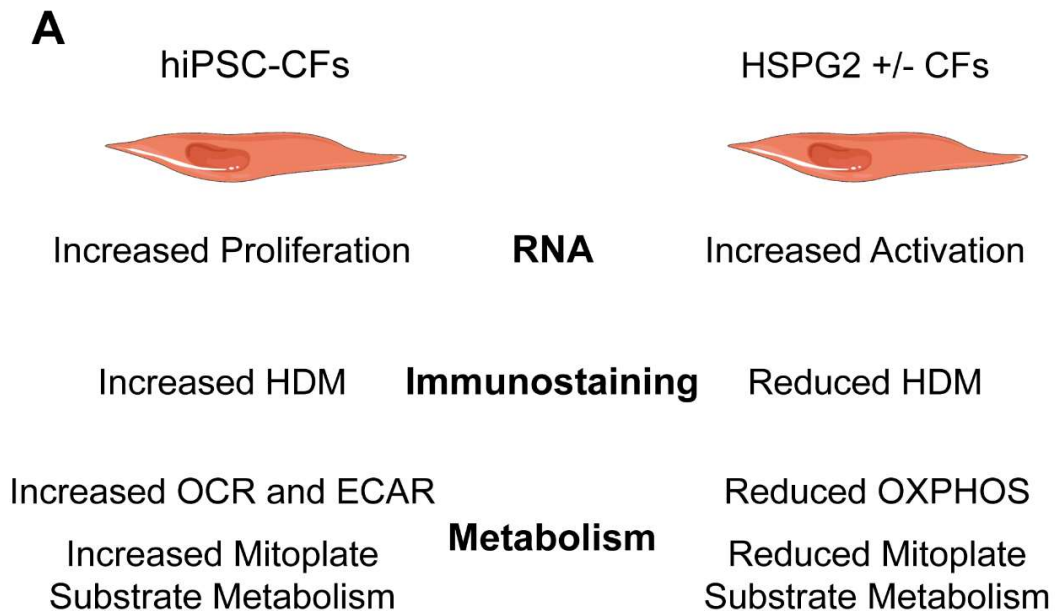 A
hiPSC-CFs HSPG2 +/- CFs
Increased Proliferation RNA Increased Activation
Increased HDM Immunostaining Reduced HDM
Increased OCR and ECAR Reduced OXPHOS
Metabolism
Increased Mitoplate Reduced Mitoplate
Substrate Metabolism Substrate Metabolism